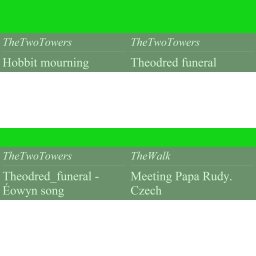 TheTwoTowers
TheTwoTowers
Hobbit mourning
Theodred funeral
TheTwoTowers
TheWalk
Theodred_funeral -
Éowyn song
Meeting Papa Rudy.
Czech